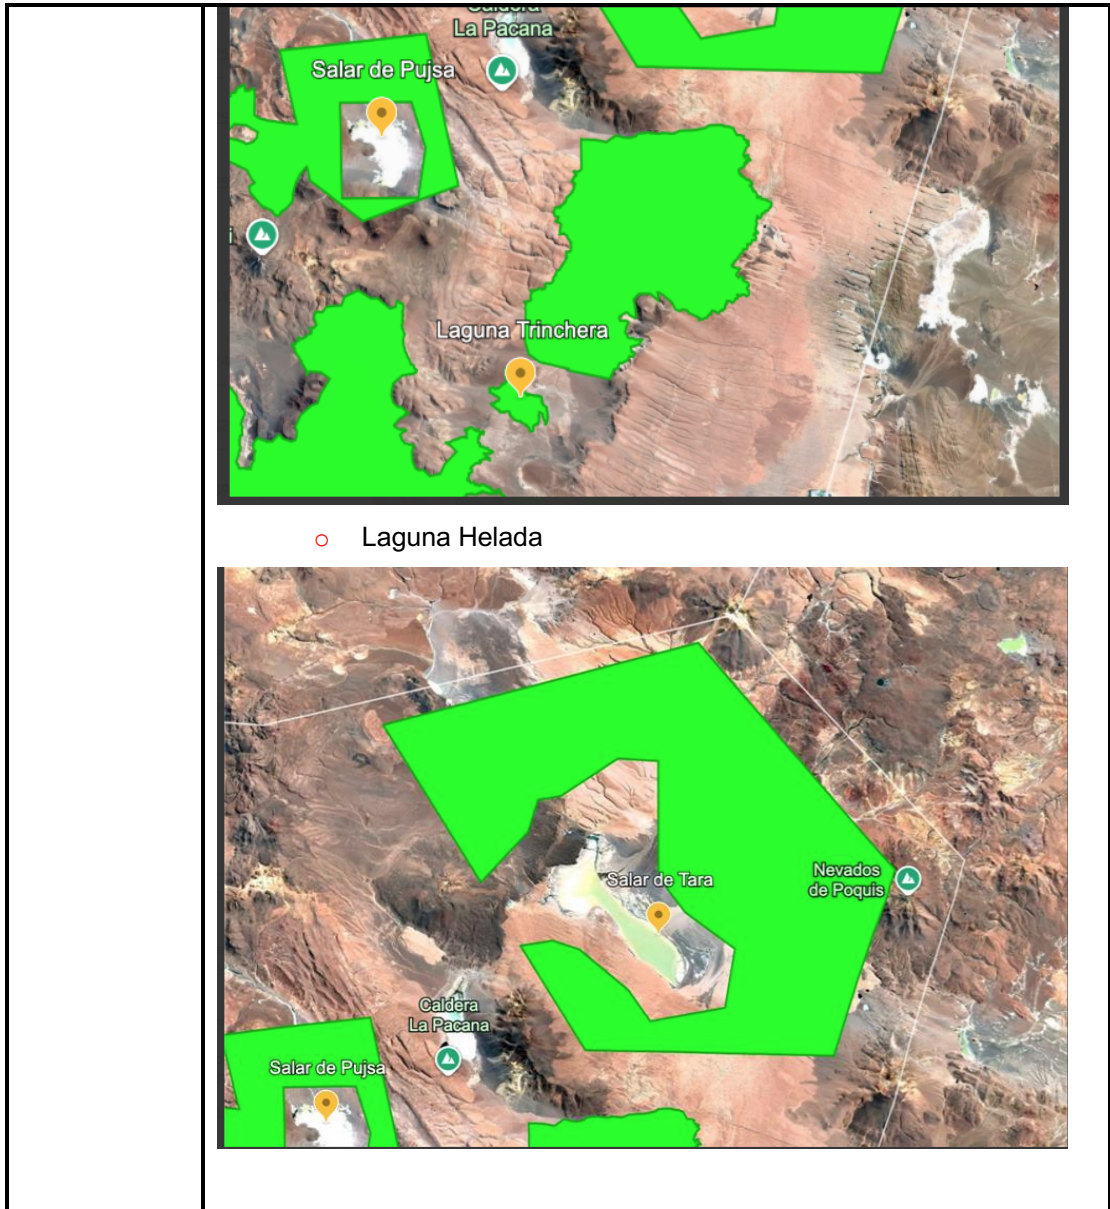 Caldera
La Pacana
Salar de Pujsa
i
Laguna Trinchera
o Laguna Helada
Salar de Tara
Nevados
de Poquis
Caldera
La Pacana
Salar de Pujsa